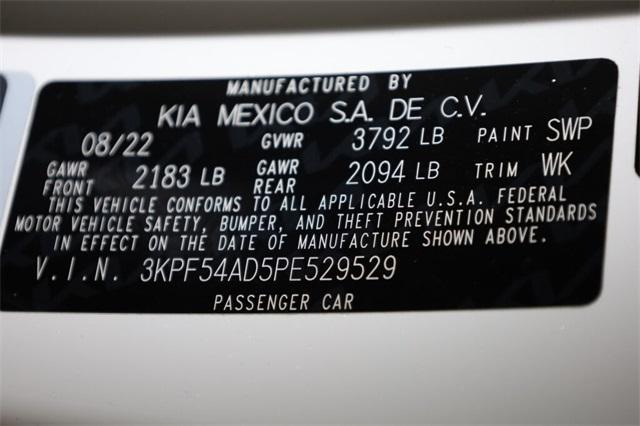 MANUFACTURED BY
KIA MEXICO S.A. DE C.V.
08/22 GVWR 3792 LB PAINT SWP
GAWR FRONT 2183 LB GAWR REAR 2094 LB TRIM WK
THIS VEHICLE CONFORMS TO ALL APPLICABLE U.S.A. FEDERAL
MOTOR VEHICLE SAFETY, BUMPER, AND THEFT PREVENTION STANDARDS
IN EFFECT ON THE DATE OF MANUFACTURE SHOWN ABOVE.
V.I.N. 3KPF54AD5PE529529
PASSENGER CAR